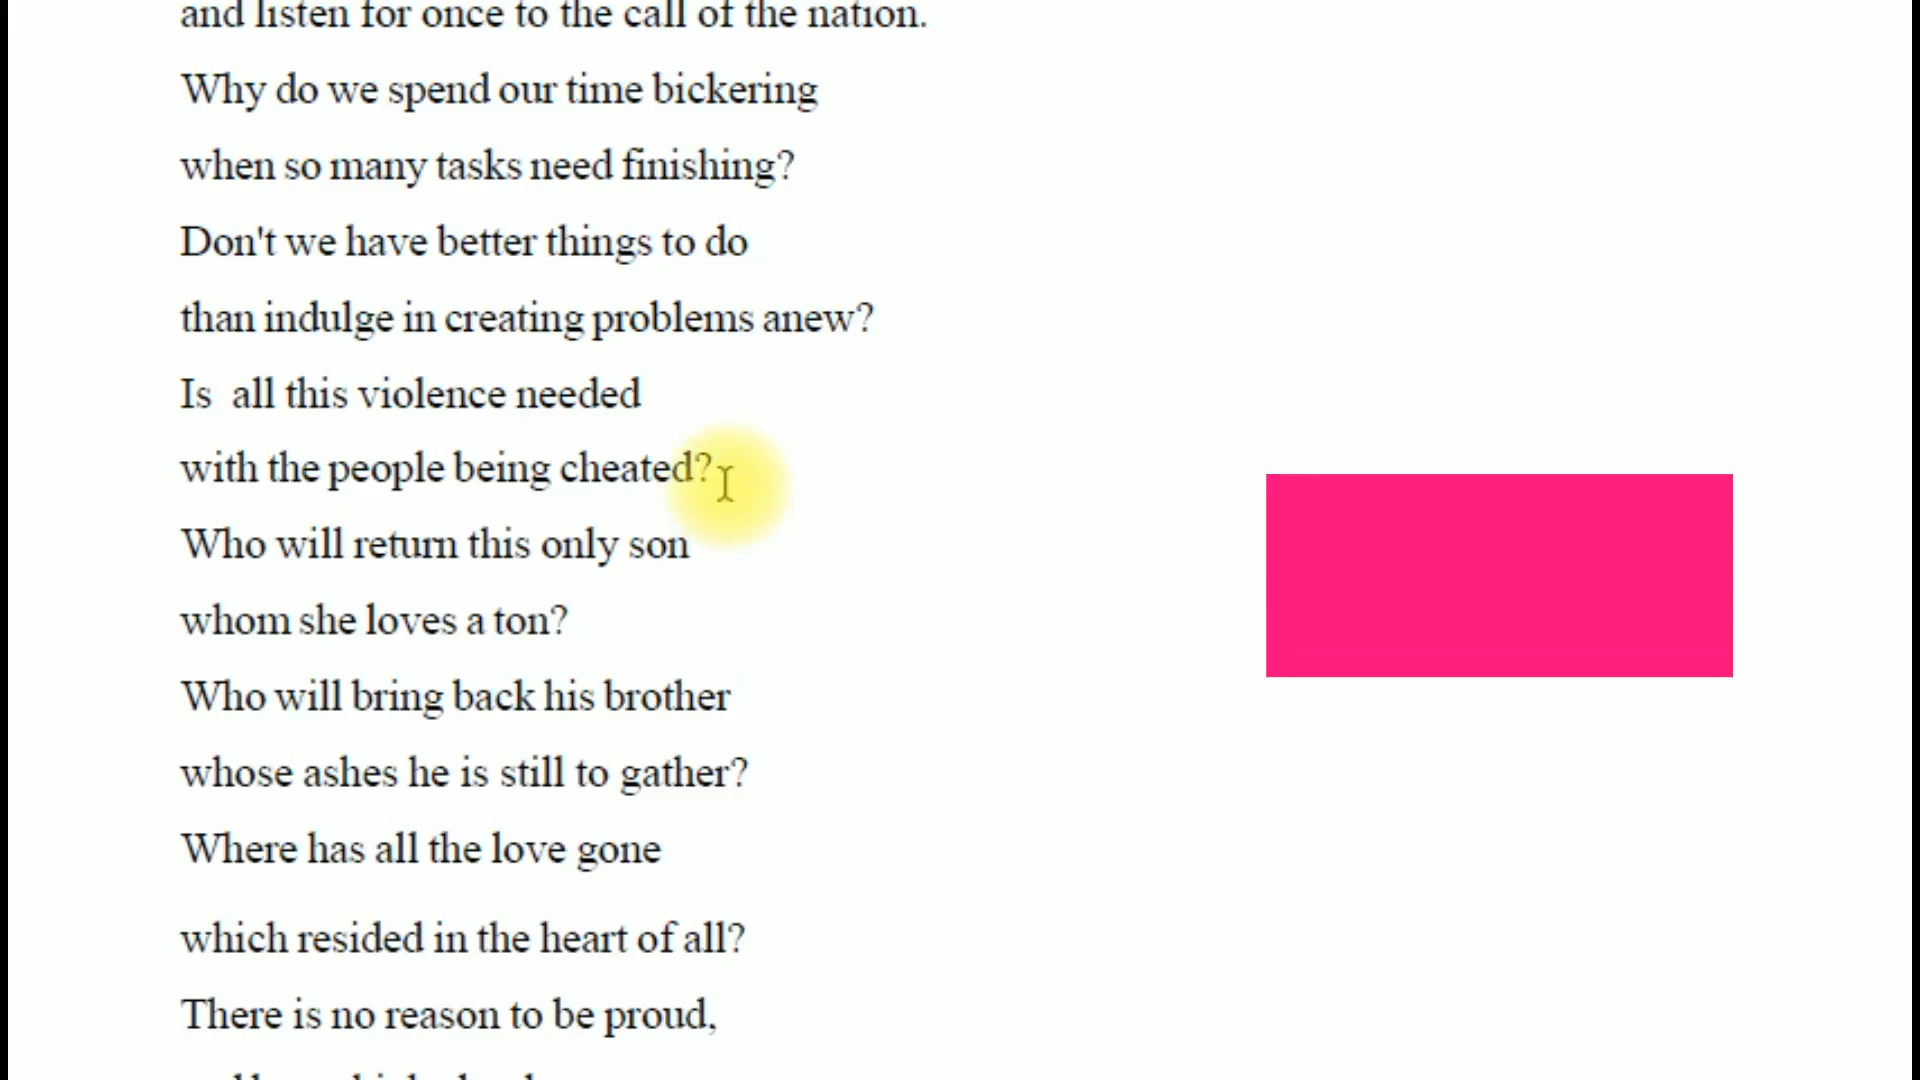 and listen for once to the call of the nation.
Why do we spend our time bickering
when so many tasks need finishing?
Don't we have better things to do
than indulge in creating problems anew?
Is  all this violence needed
with the people being cheated?
Who will return this only son
whom she loves a ton?
Who will bring back his brother
whose ashes he is still to gather?
Where has all the love gone
which resided in the heart of all?
There is no reason to be proud,